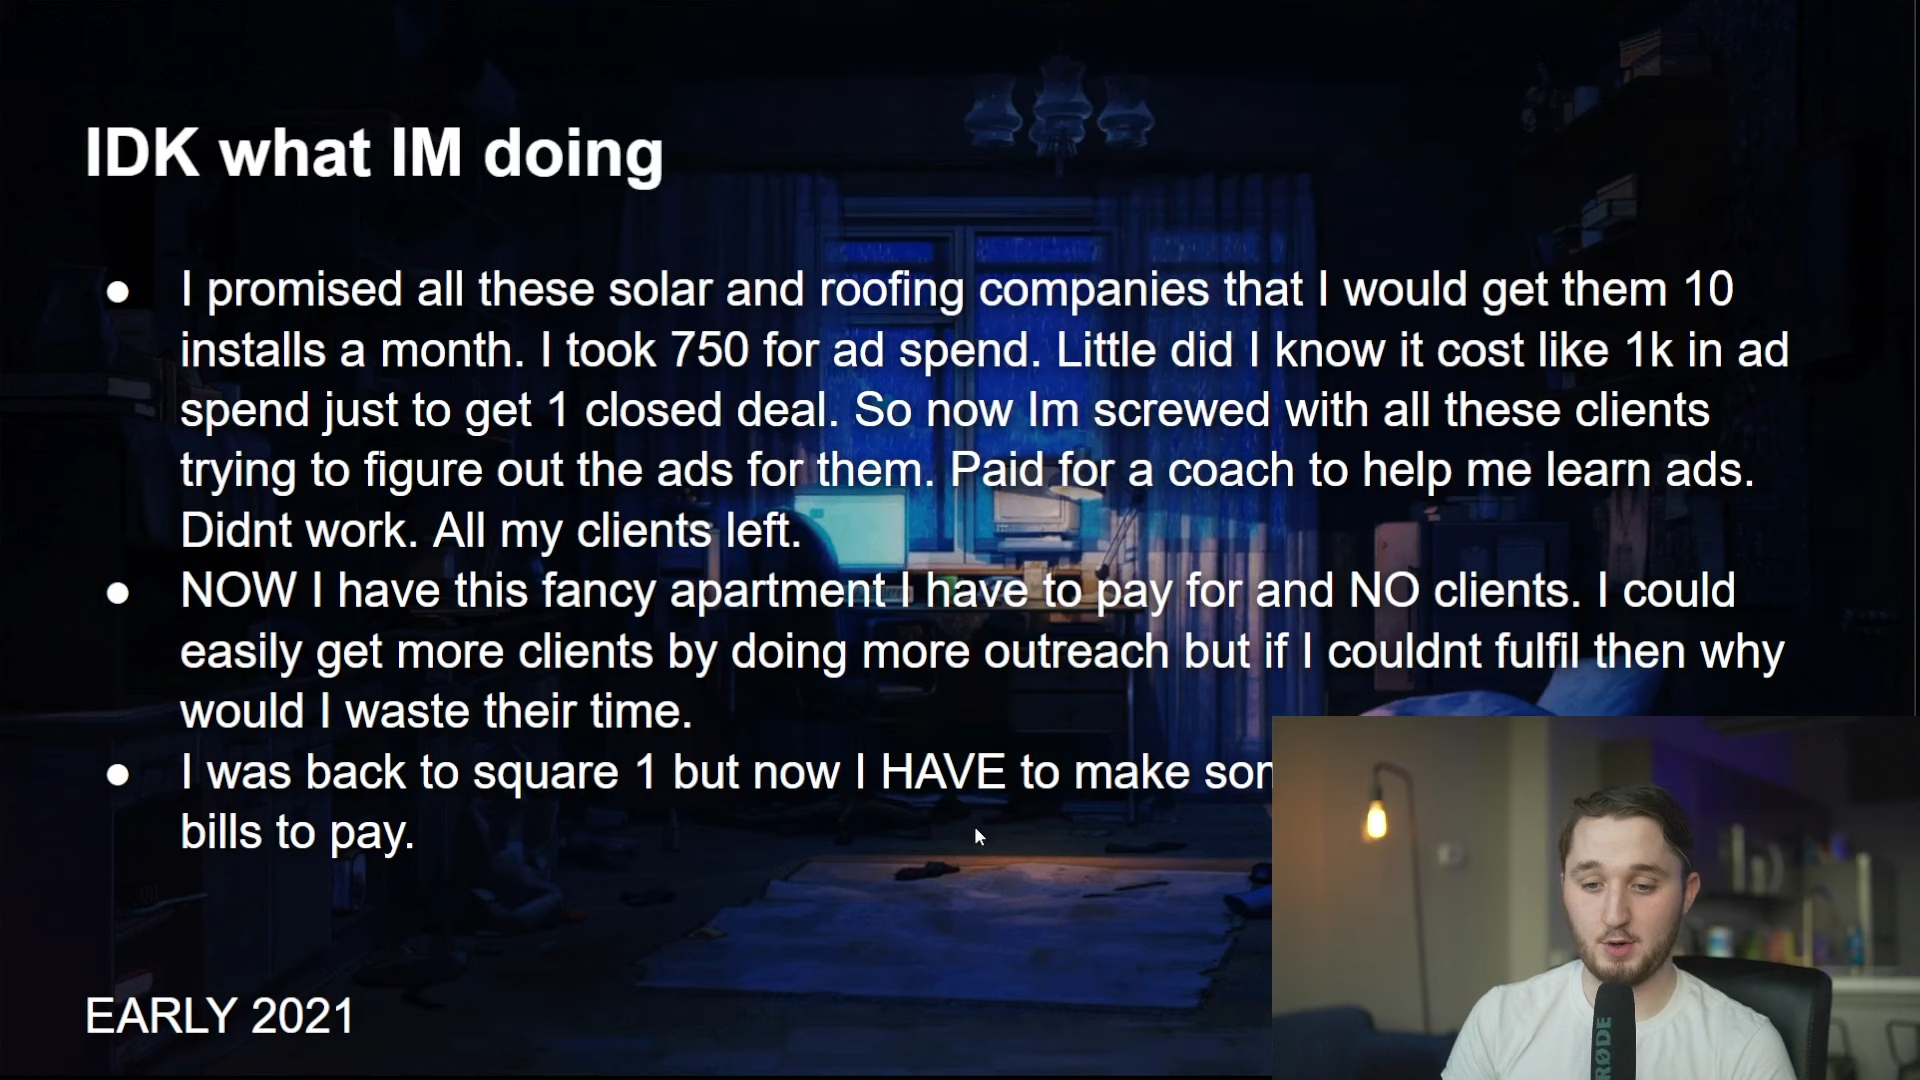 IDK what IM doing
● I promised all these solar and roofing companies that I would get them 10
installs a month. I took 750 for ad spend. Little did I know it cost like 1k in ad
spend just to get 1 closed deal. So now Im screwed with all these clients
trying to figure out the ads for them. Paid for a coach to help me learn ads.
Didnt work. All my clients left.
● NOW I have this fancy apartment I have to pay for and NO clients. I could
easily get more clients by doing more outreach but if I couldnt fulfil then why
would I waste their time.
● I was back to square 1 but now I HAVE to make
bills to pay.
EARLY 2021
RØDE